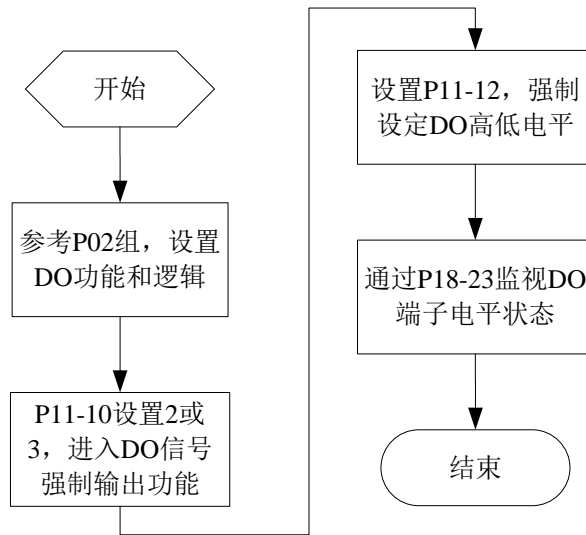 开始
参考P02组，设置
DO功能和逻辑
P11-10设置2或
3，进入DO信号
强制输出功能
设置P11-12，强制
设定DO高低电平
通过P18-23监视DO
端子电平状态
结束